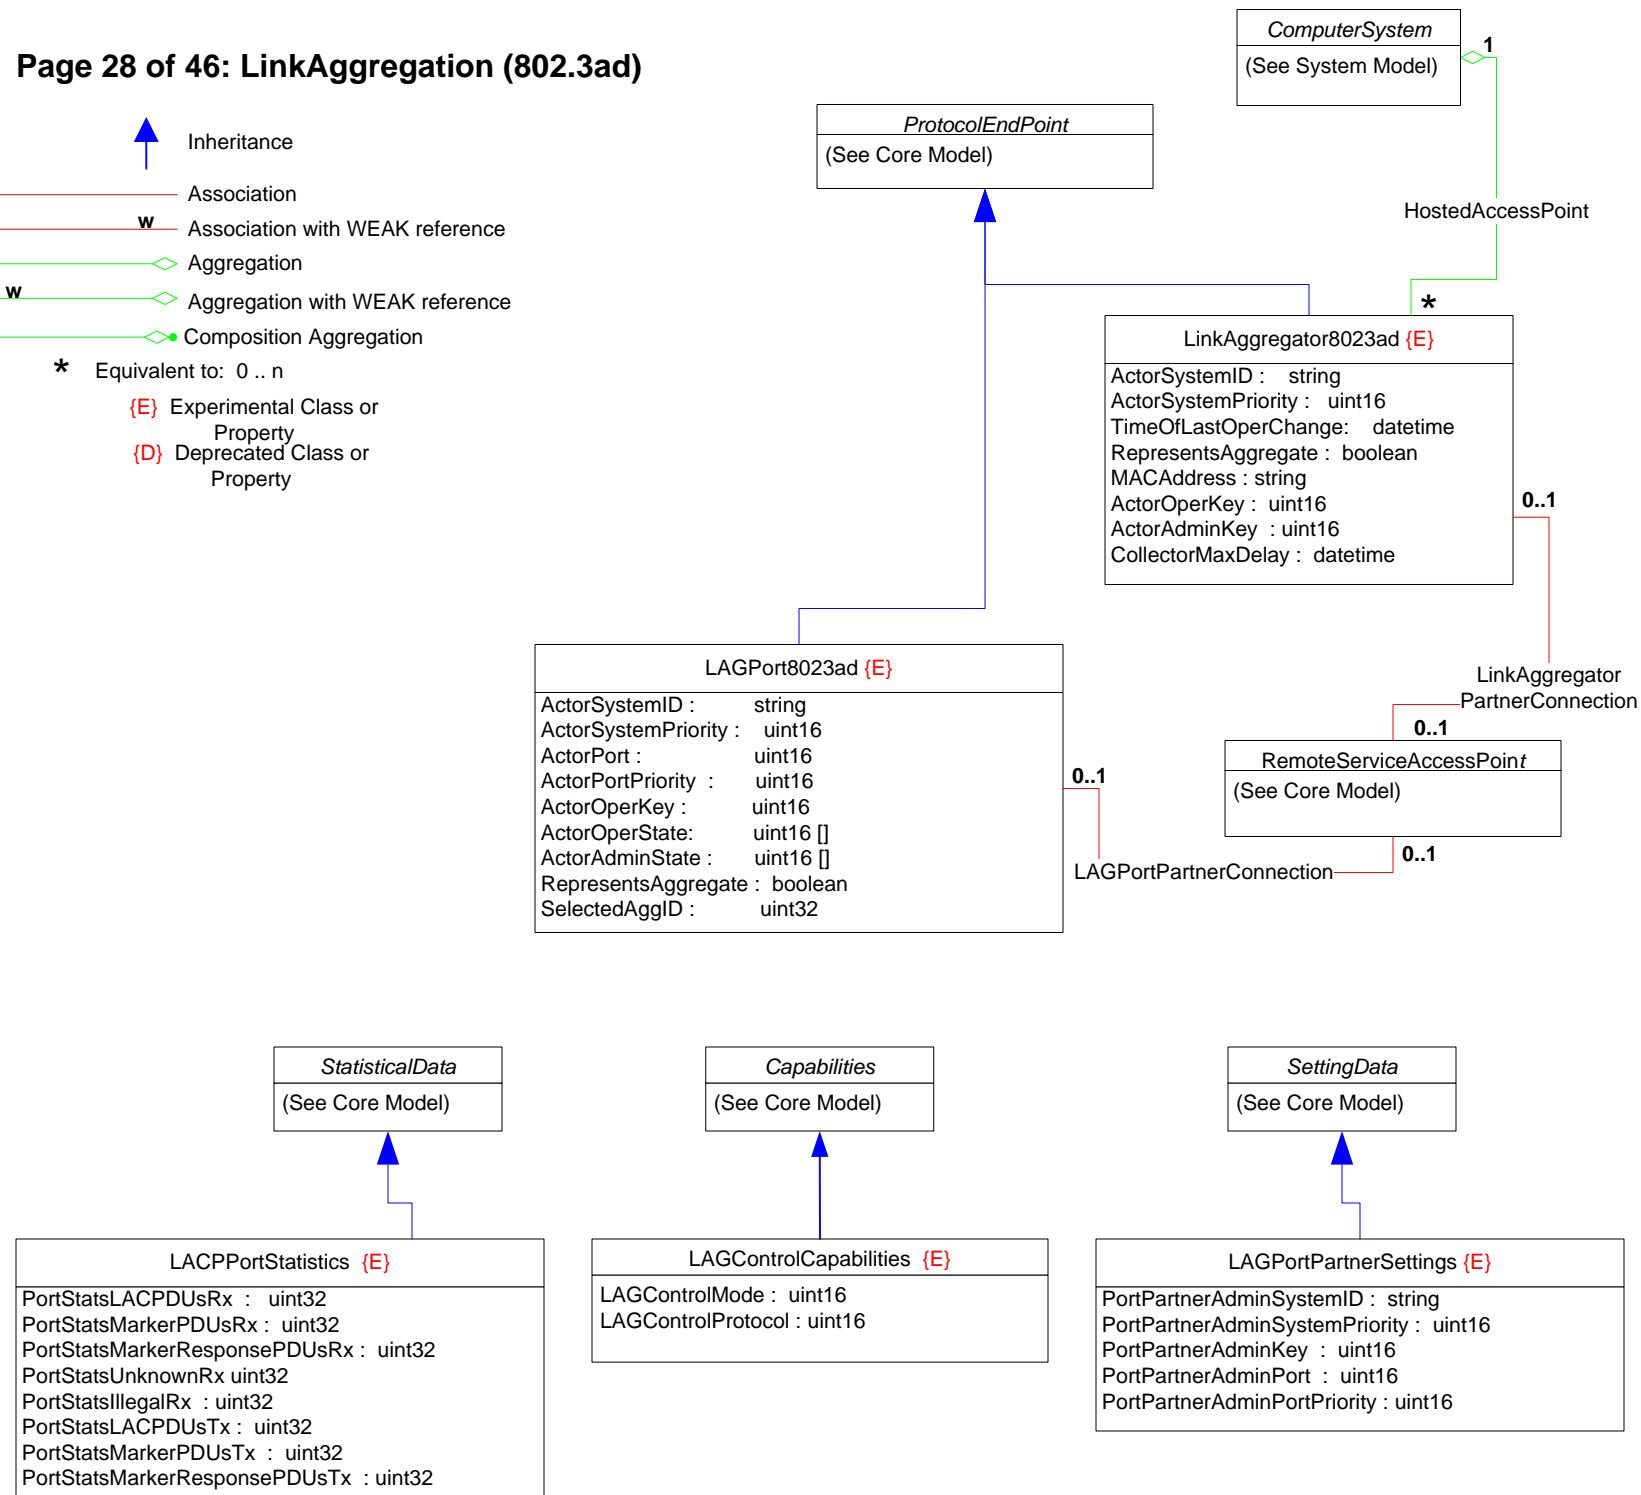 Page 28 of 46: LinkAggregation (802.3ad)
Inheritance
Association
w Association with WEAK reference
Aggregation
w Aggregation with WEAK reference
Composition Aggregation
* Equivalent to: 0 .. n
{E} Experimental Class or
Property
{D} Deprecated Class or
Property
ComputerSystem
(See System Model)
1
HostedAccessPoint
*
ProtocolEndPoint
(See Core Model)
LinkAggregator8023ad {E}
ActorSystemID : string
ActorSystemPriority : uint16
TimeOfLastOperChange: datetime
RepresentsAggregate : boolean
MACAddress : string
ActorOperKey : uint16
ActorAdminKey : uint16
CollectorMaxDelay : datetime
0..1
LinkAggregator
PartnerConnection
0..1
RemoteServiceAccessPoint
(See Core Model)
0..1
LAGPortPartnerConnection
0..1
LAGPort8023ad {E}
ActorSystemID : string
ActorSystemPriority : uint16
ActorPort : uint16
ActorPortPriority : uint16
ActorOperKey : uint16
ActorOperState: uint16 []
ActorAdminState : uint16 []
RepresentsAggregate : boolean
SelectedAggID : uint32
StatisticalData
(See Core Model)
Capabilities
(See Core Model)
SettingData
(See Core Model)
LACPPortStatistics {E}
PortStatsLACPDUsRx : uint32
PortStatsMarkerPDUsRx : uint32
PortStatsMarkerResponsePDUsRx : uint32
PortStatsUnknownRx uint32
PortStatsIllegalRx : uint32
PortStatsLACPDUsTx : uint32
PortStatsMarkerPDUsTx : uint32
PortStatsMarkerResponsePDUsTx : uint32
LAGControlCapabilities {E}
LAGControlMode : uint16
LAGControlProtocol : uint16
LAGPortPartnerSettings {E}
PortPartnerAdminSystemID : string
PortPartnerAdminSystemPriority : uint16
PortPartnerAdminKey : uint16
PortPartnerAdminPort : uint16
PortPartnerAdminPortPriority : uint16